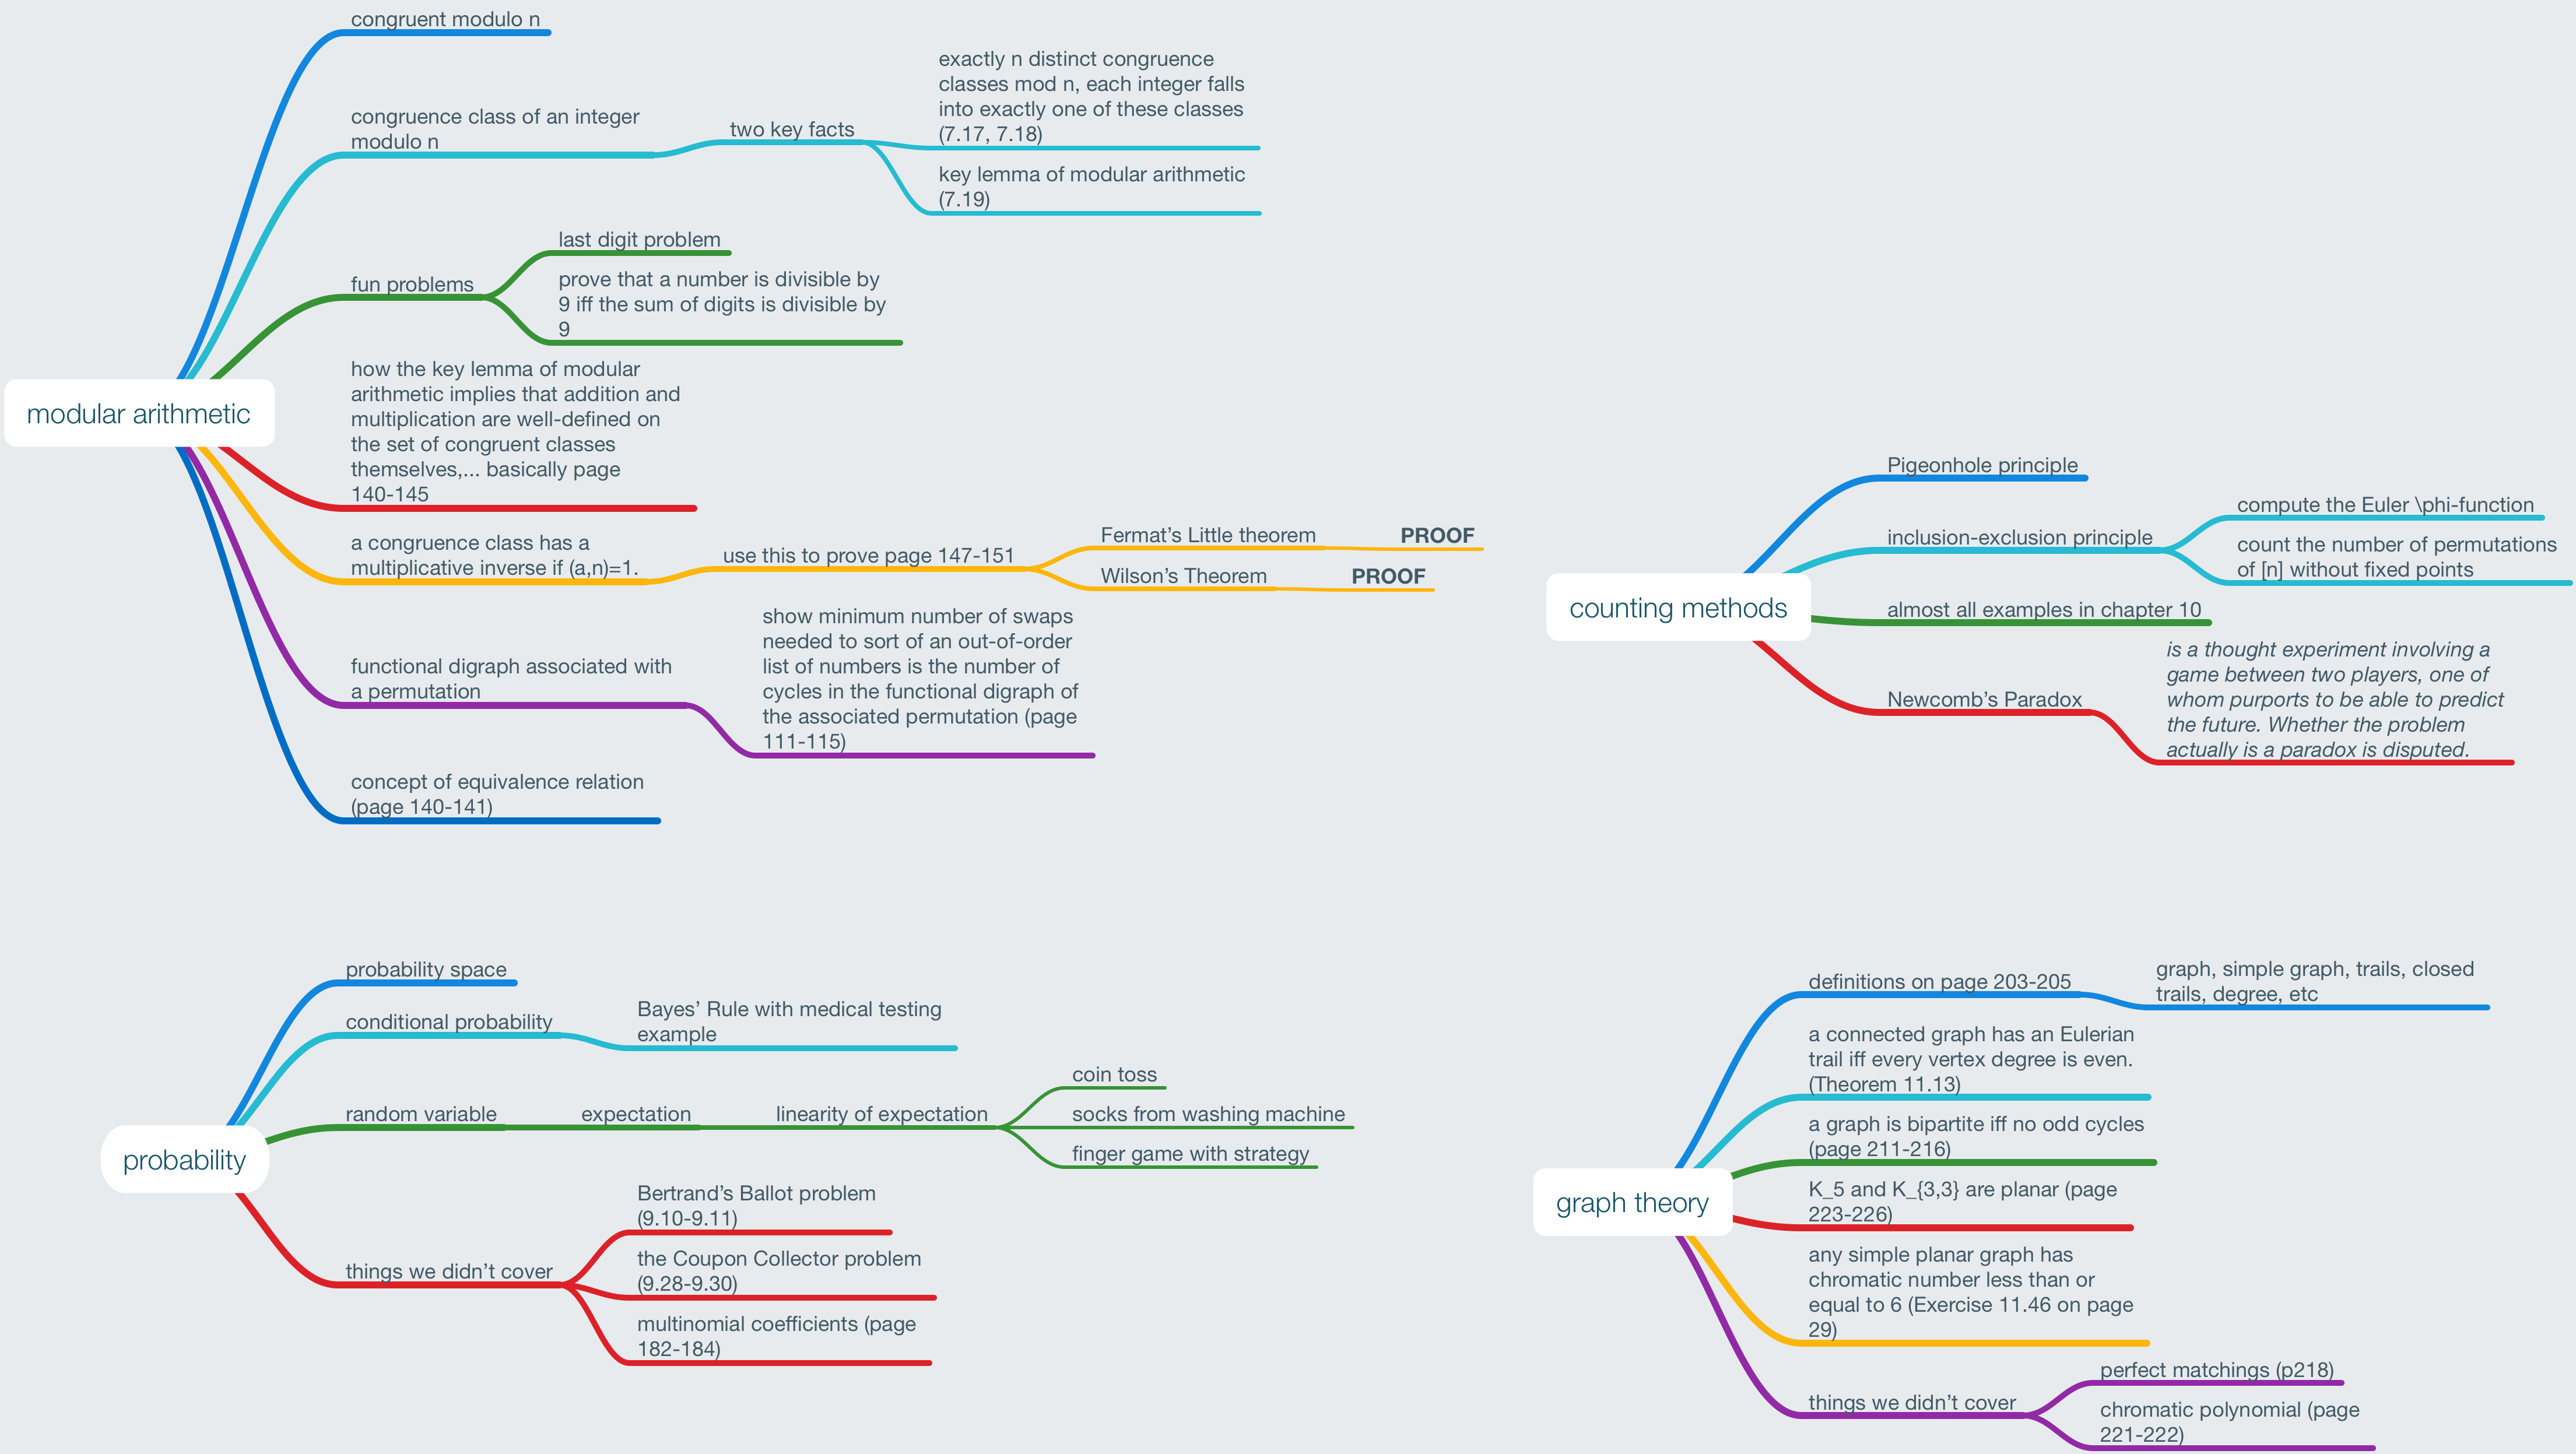 modular arithmetic
congruent modulo n
congruence class of an integer
modulo n
two key facts
exactly n distinct congruence
classes mod n, each integer falls
into exactly one of these classes
(7.17, 7.18)
key lemma of modular arithmetic
(7.19)
fun problems
last digit problem
prove that a number is divisible by
9 iff the sum of digits is divisible by
9
how the key lemma of modular
arithmetic implies that addition and
multiplication are well-defined on
the set of congruent classes
themselves,... basically page
140-145
a congruence class has a
multiplicative inverse if (a,n)=1.
use this to prove page 147-151
Fermat's Little theorem
PROOF
Wilson's Theorem
PROOF
functional digraph associated with
a permutation
show minimum number of swaps
needed to sort of an out-of-order
list of numbers is the number of
cycles in the functional digraph of
the associated permutation (page
111-115)
concept of equivalence relation
(page 140-141)
counting methods
Pigeonhole principle
inclusion-exclusion principle
compute the Euler \phi-function
count the number of permutations
of [n] without fixed points
almost all examples in chapter 10
Newcomb's Paradox
is a thought experiment involving a
game between two players, one of
whom purports to be able to predict
the future. Whether the problem
actually is a paradox is disputed.
probability
probability space
conditional probability
Bayes' Rule with medical testing
example
random variable
expectation
linearity of expectation
coin toss
socks from washing machine
finger game with strategy
things we didn't cover
Bertrand's Ballot problem
(9.10-9.11)
the Coupon Collector problem
(9.28-9.30)
multinomial coefficients (page
182-184)
graph theory
definitions on page 203-205
graph, simple graph, trails, closed
trails, degree, etc
a connected graph has an Eulerian
trail iff every vertex degree is even.
(Theorem 11.13)
a graph is bipartite iff no odd cycles
(page 211-216)
K_5 and K_{3,3} are planar (page
223-226)
any simple planar graph has
chromatic number less than or
equal to 6 (Exercise 11.46 on page
29)
things we didn't cover
perfect matchings (p218)
chromatic polynomial (page
221-222)